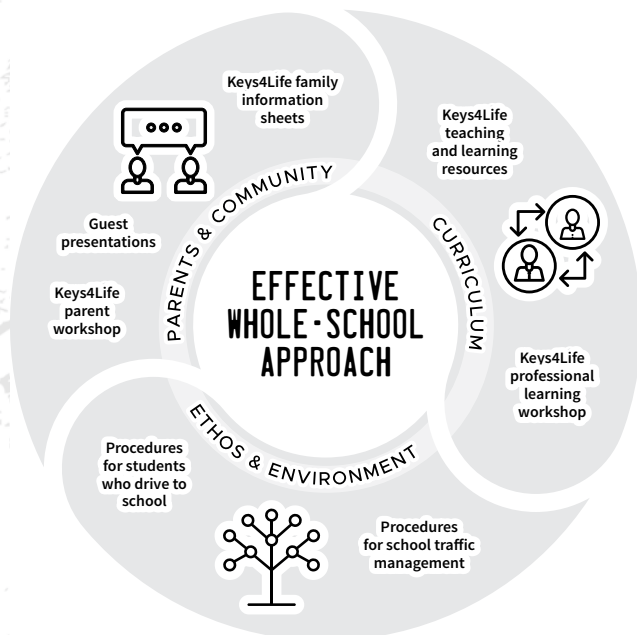 Keys4Life family
information
sheets
Guest
presentations
Keys4Life
parent
workshop
PARENTS & COMMUNITY
Keys4Life
teaching
and learning
resources
Keys4Life
professional
learning
workshop
CURRICULUM
EFFECTIVE
WHOLE-SCHOOL
APPROACH
ETHOS & ENVIRONMENT
Procedures
for students
who drive to
school
Procedures
for school traffic
management